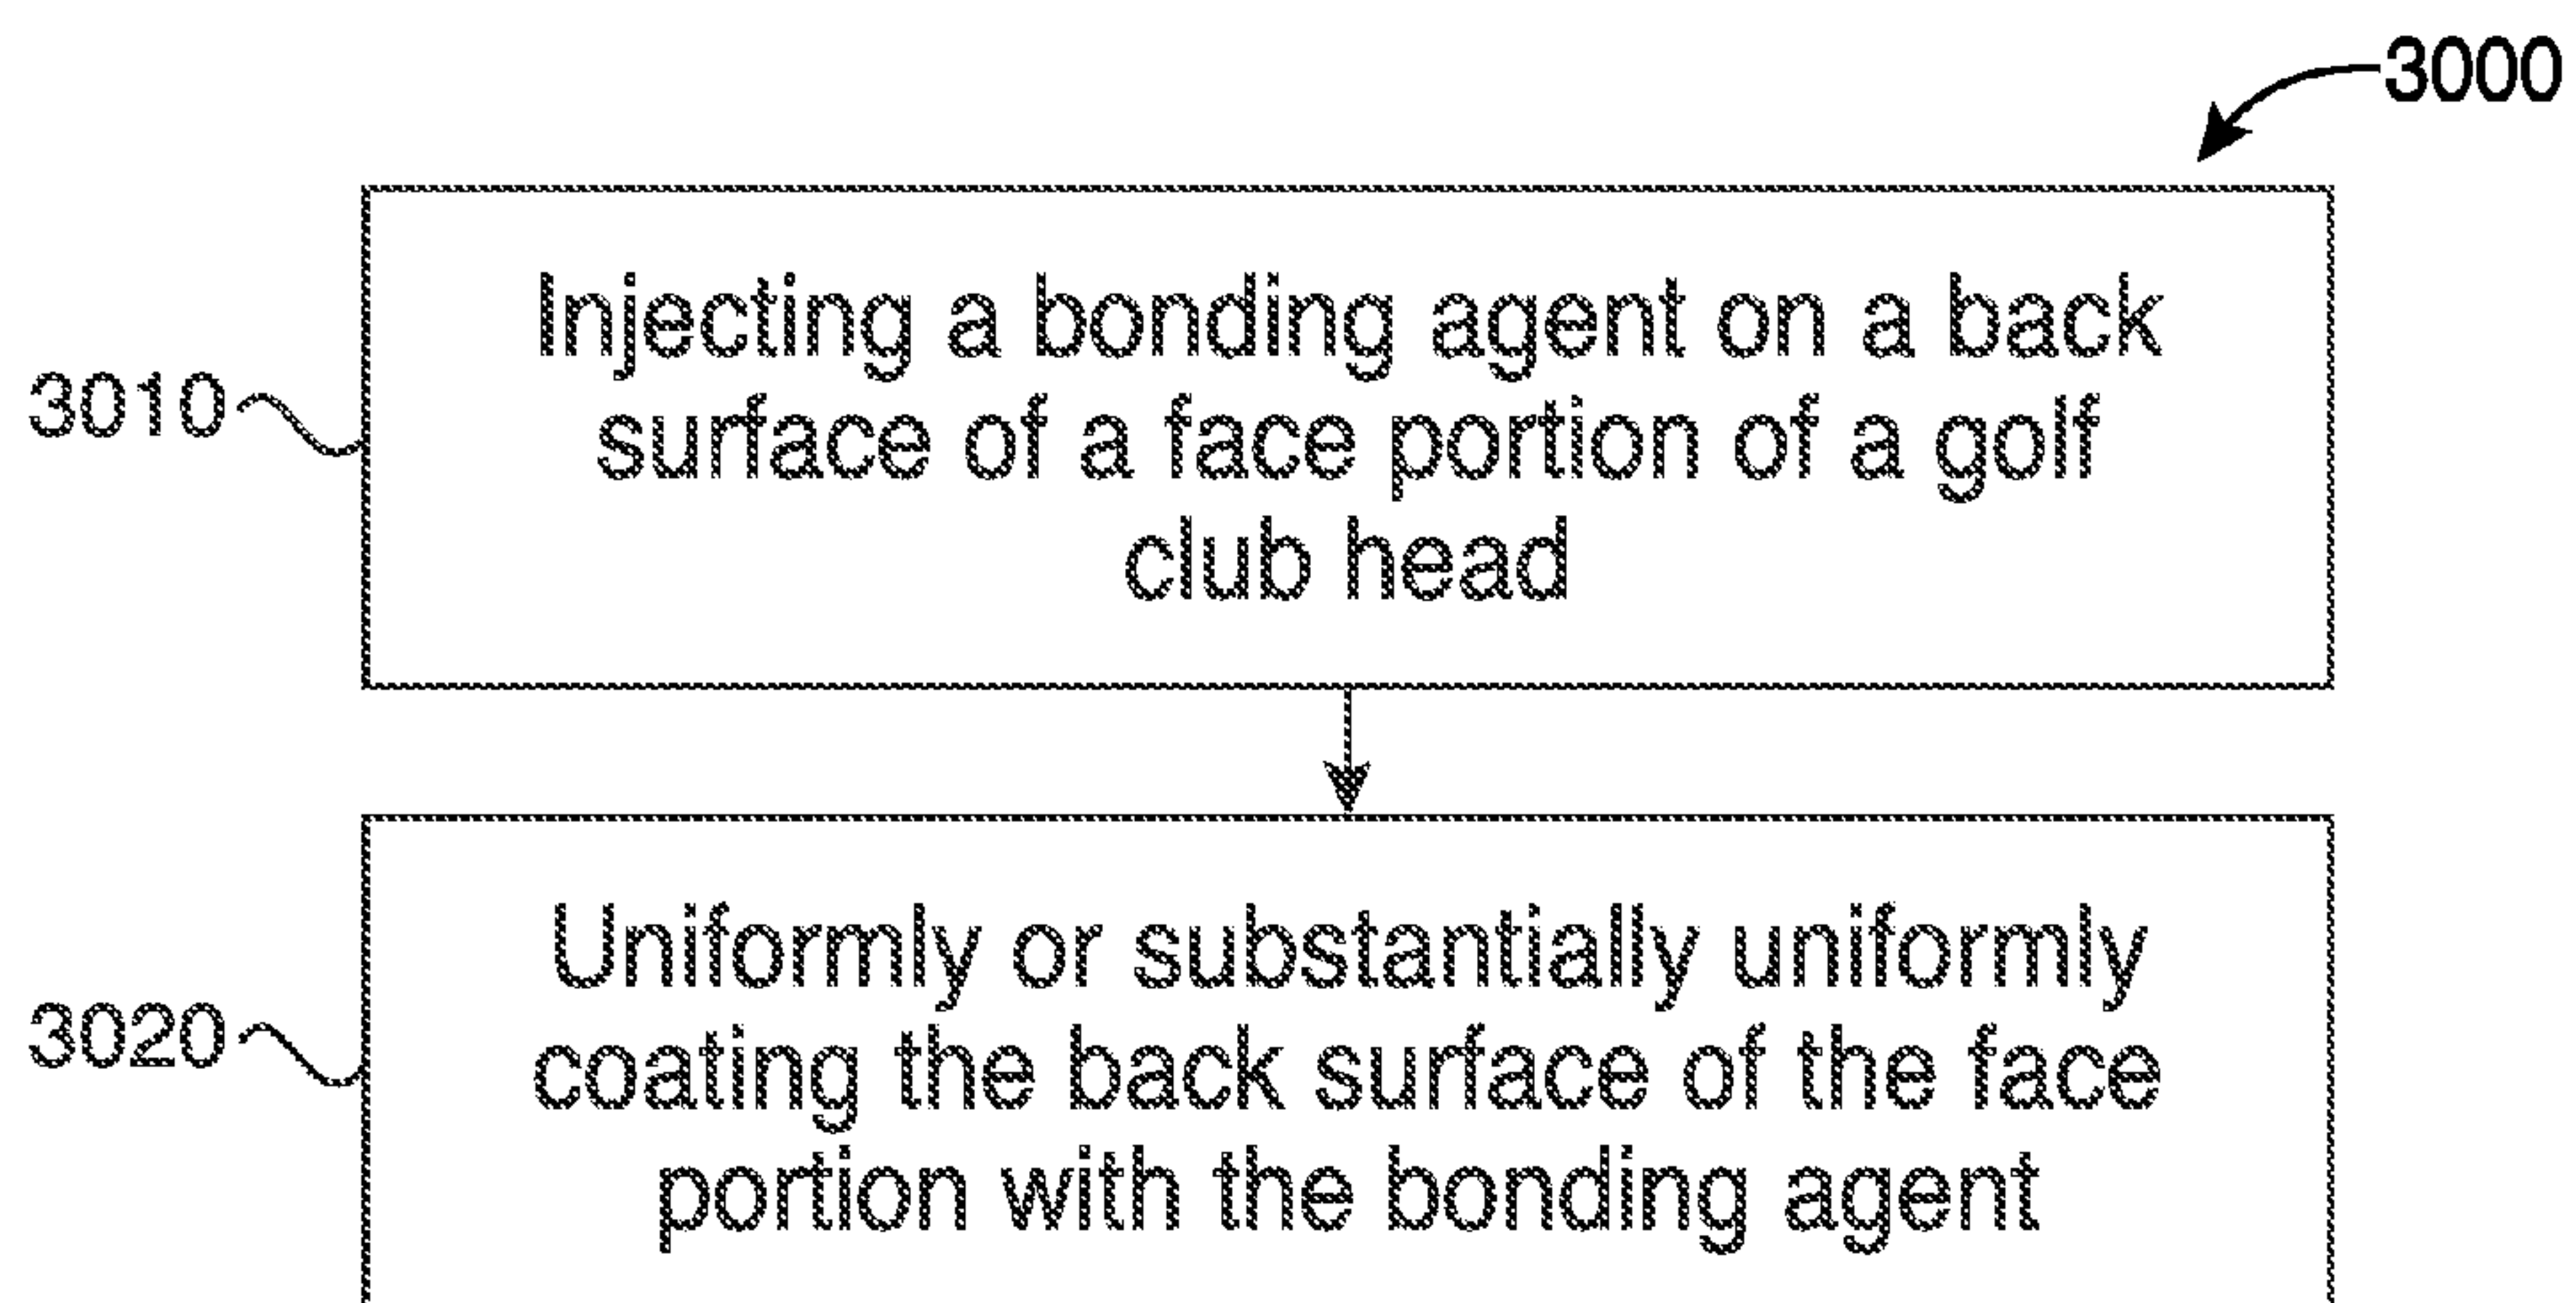 3000
Injecting a bonding agent on a back
surface of a face portion of a golf
club head
3010
Uniformly or substantially uniformly
coating the back surface of the face
portion with the bonding agent
3020